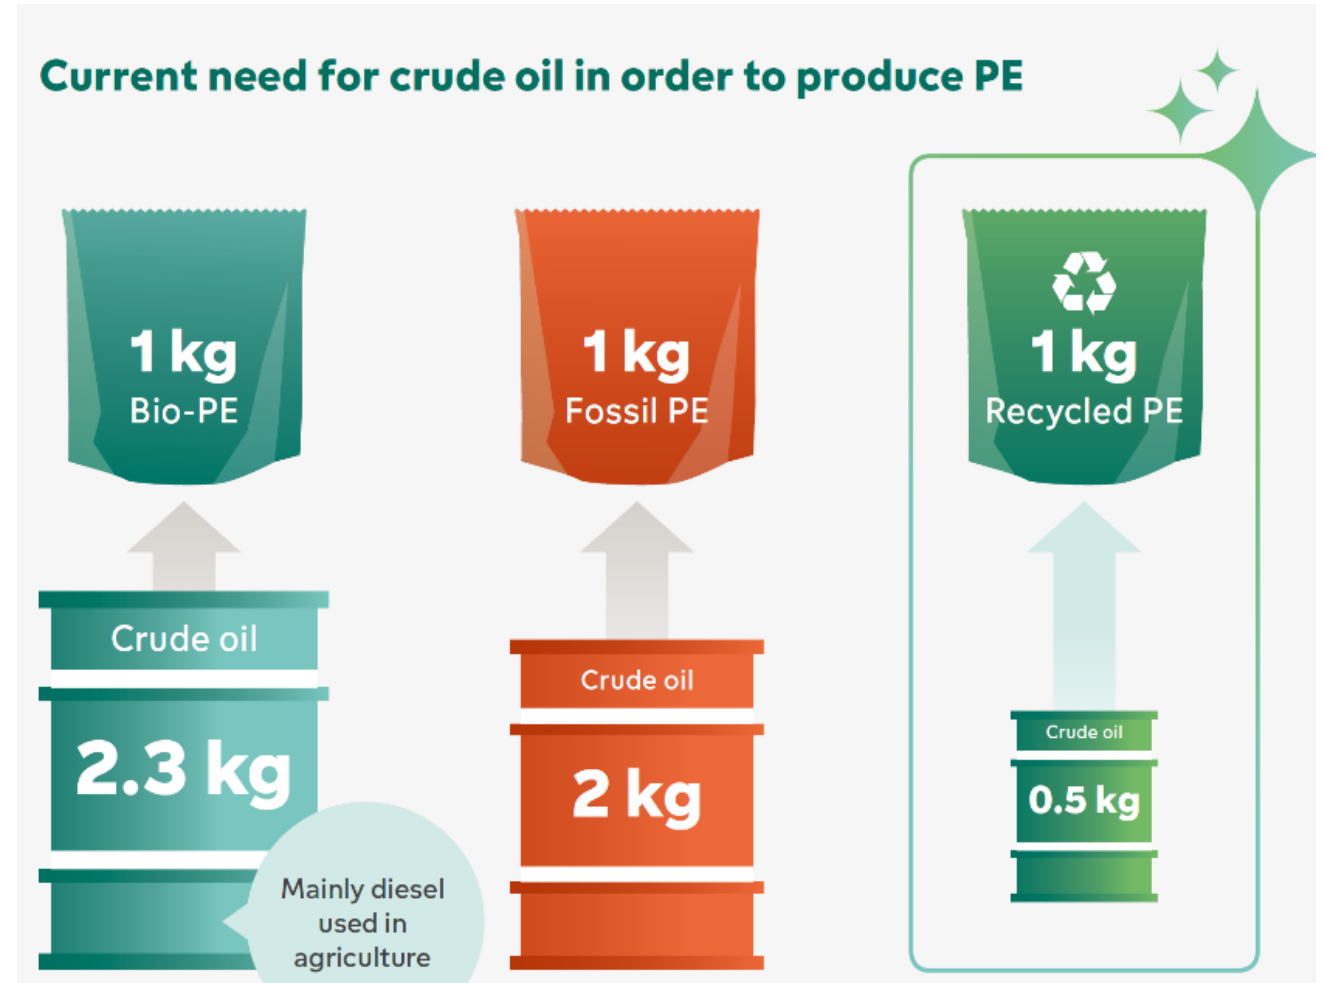 Current need for crude oil in order to produce PE
1 kg
Bio-PE
1 kg
Fossil PE
1 kg
Recycled PE
Crude oil
2.3 kg
Mainly diesel
used in
agriculture
Crude oil
2 kg
Crude oil
0.5 kg